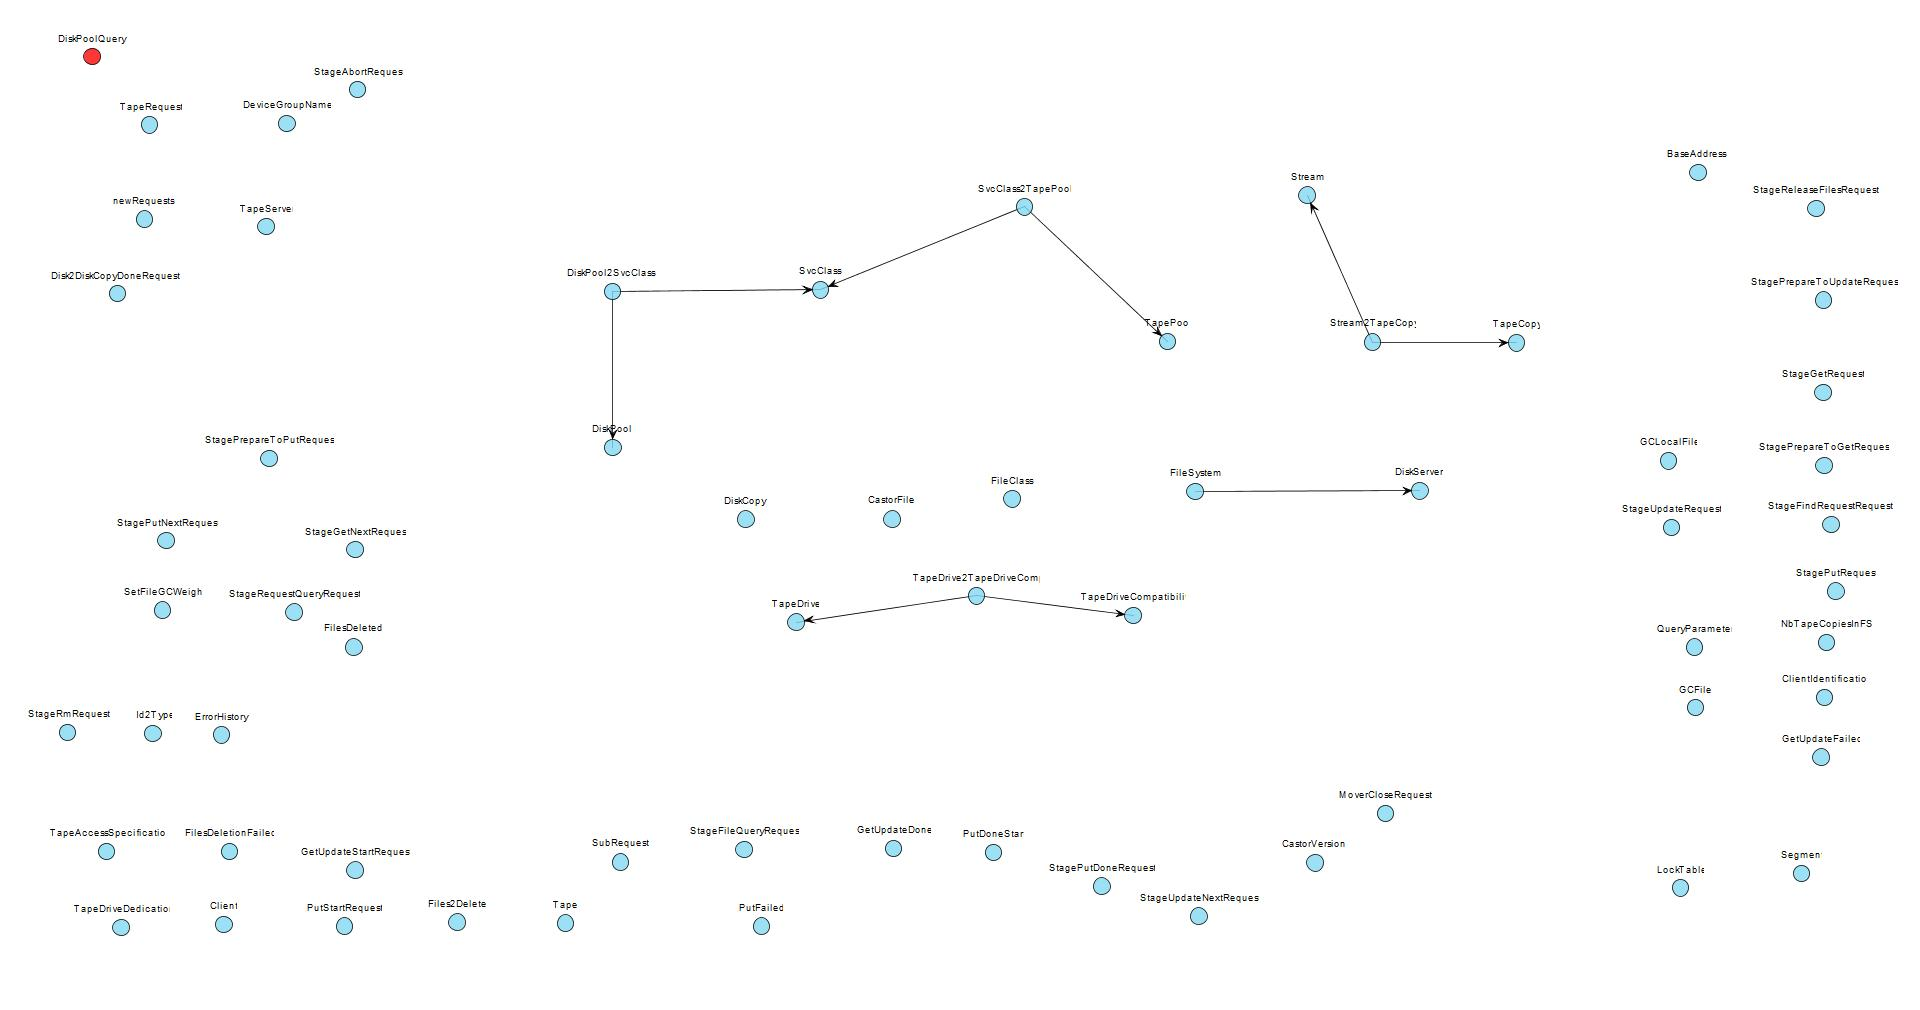 DiskPoolQuery
StageAbortReques
TapeRequest
DeviceGroupName
BaseAddress
Stream
SvcClass2TapePool
StageReleaseFilesRequest
newRequests
TapeServer
DiskPool2SvcClass
SvcClass
Disk2DiskCopyDoneRequest
StagePrepareToUpdateReques
TapePoo
Stream2TapeCopy
TapeCopy
StageGetRequest
DiskPool
StagePrepareToPutReques
GCLocalFile
StagePrepareToGetReques
FileSystem
DiskServer
FileClass
DiskCopy
CastorFile
StageUpdateRequest
StageFindRequestRequest
StagePutNextReques
StageGetNextReques
StagePutReques
TapeDrive2TapeDriveComp
SetFileGCWeigh
StageRequestQueryRequest
TapeDriveCompatibili
TapeDrive
FilesDeleted
QueryParameter
NbTapeCopiesInFS
ClientIdentificatio
GCFile
StageRmRequest
Id2Type
ErrorHistory
GetUpdateFailed
MoverCloseRequest
TapeAccessSpecificatio
FilesDeletionFailed
StageFileQueryReques
GetUpdateDone
PutDoneStar
SubRequest
CastorVersion
GetUpdateStartReques
Segmen
StagePutDoneRequest
LockTable
StageUpdateNextReques
TapeDriveDedicatio
Client
PutStartRequest
Files2Delete
Tape
PutFailed